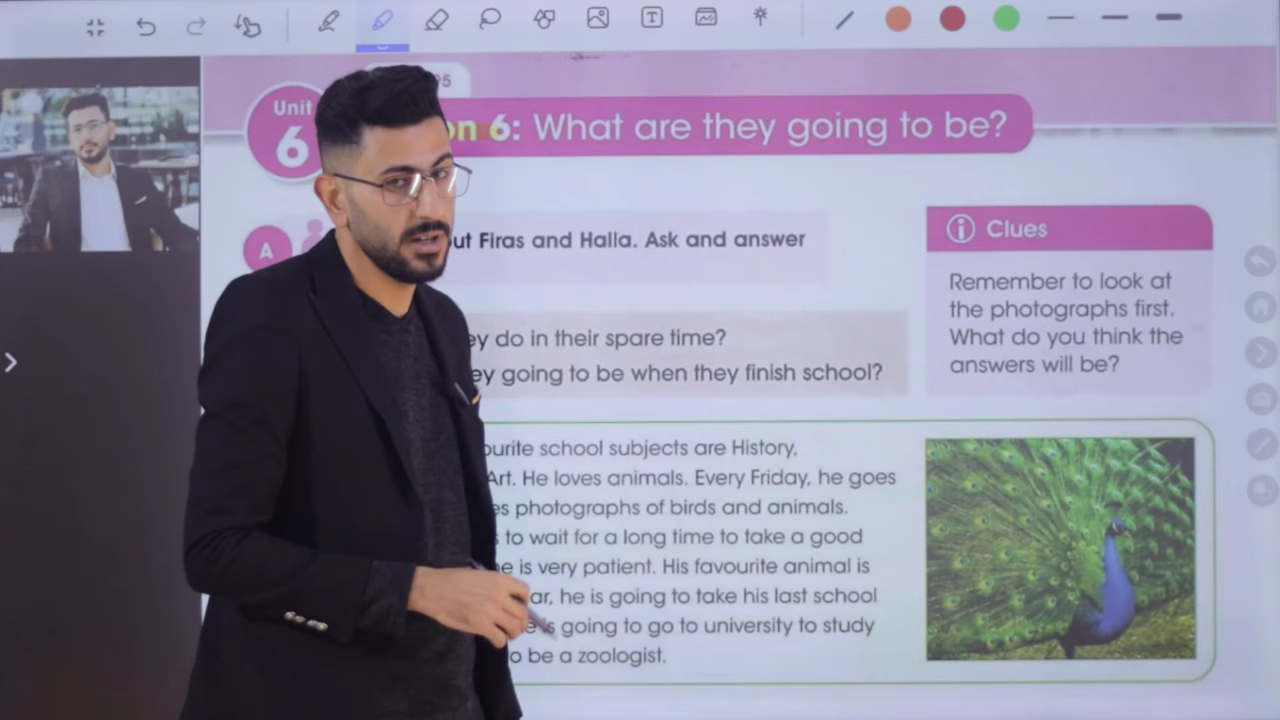 Unit
6
95
on 6: What are they going to be?
A
ut Firas and Halla. Ask and answer
ey do in their spare time?
ey going to be when they finish school?
Clues
Remember to look at
the photographs first.
What do you think the
answers will be?
ourite school subjects are History,
Art. He loves animals. Every Friday, he goes
es photographs of birds and animals.
s to wait for a long time to take a good
he is very patient. His favourite animal is
ar, he is going to take his last school
e is going to go to university to study
o be a zoologist.
T